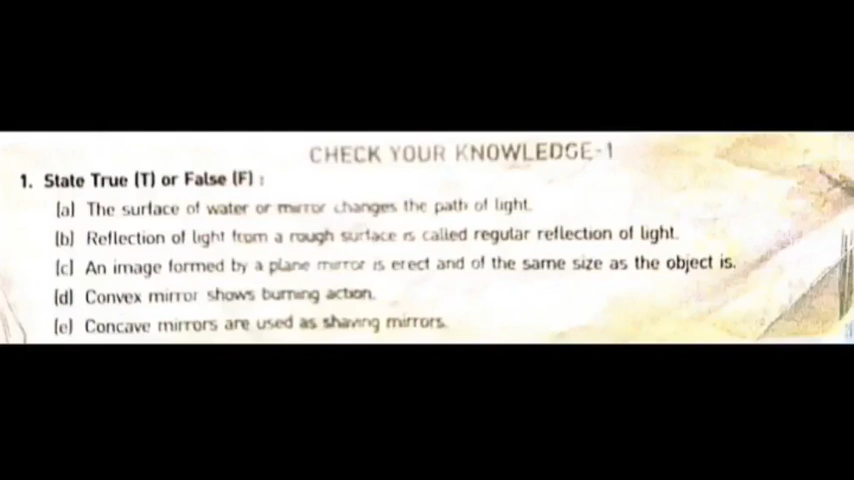 CHECK YOUR KNOWLEDGE-1
1. State True (T) or False (F) :
(a) The surface of water or mirror changes the path of light.
(b) Reflection of light from a rough surface is called regular reflection of light.
(c) An image formed by a plane mirror is erect and of the same size as the object is.
(d) Convex mirror shows burning action.
(e) Concave mirrors are used as shaving mirrors.